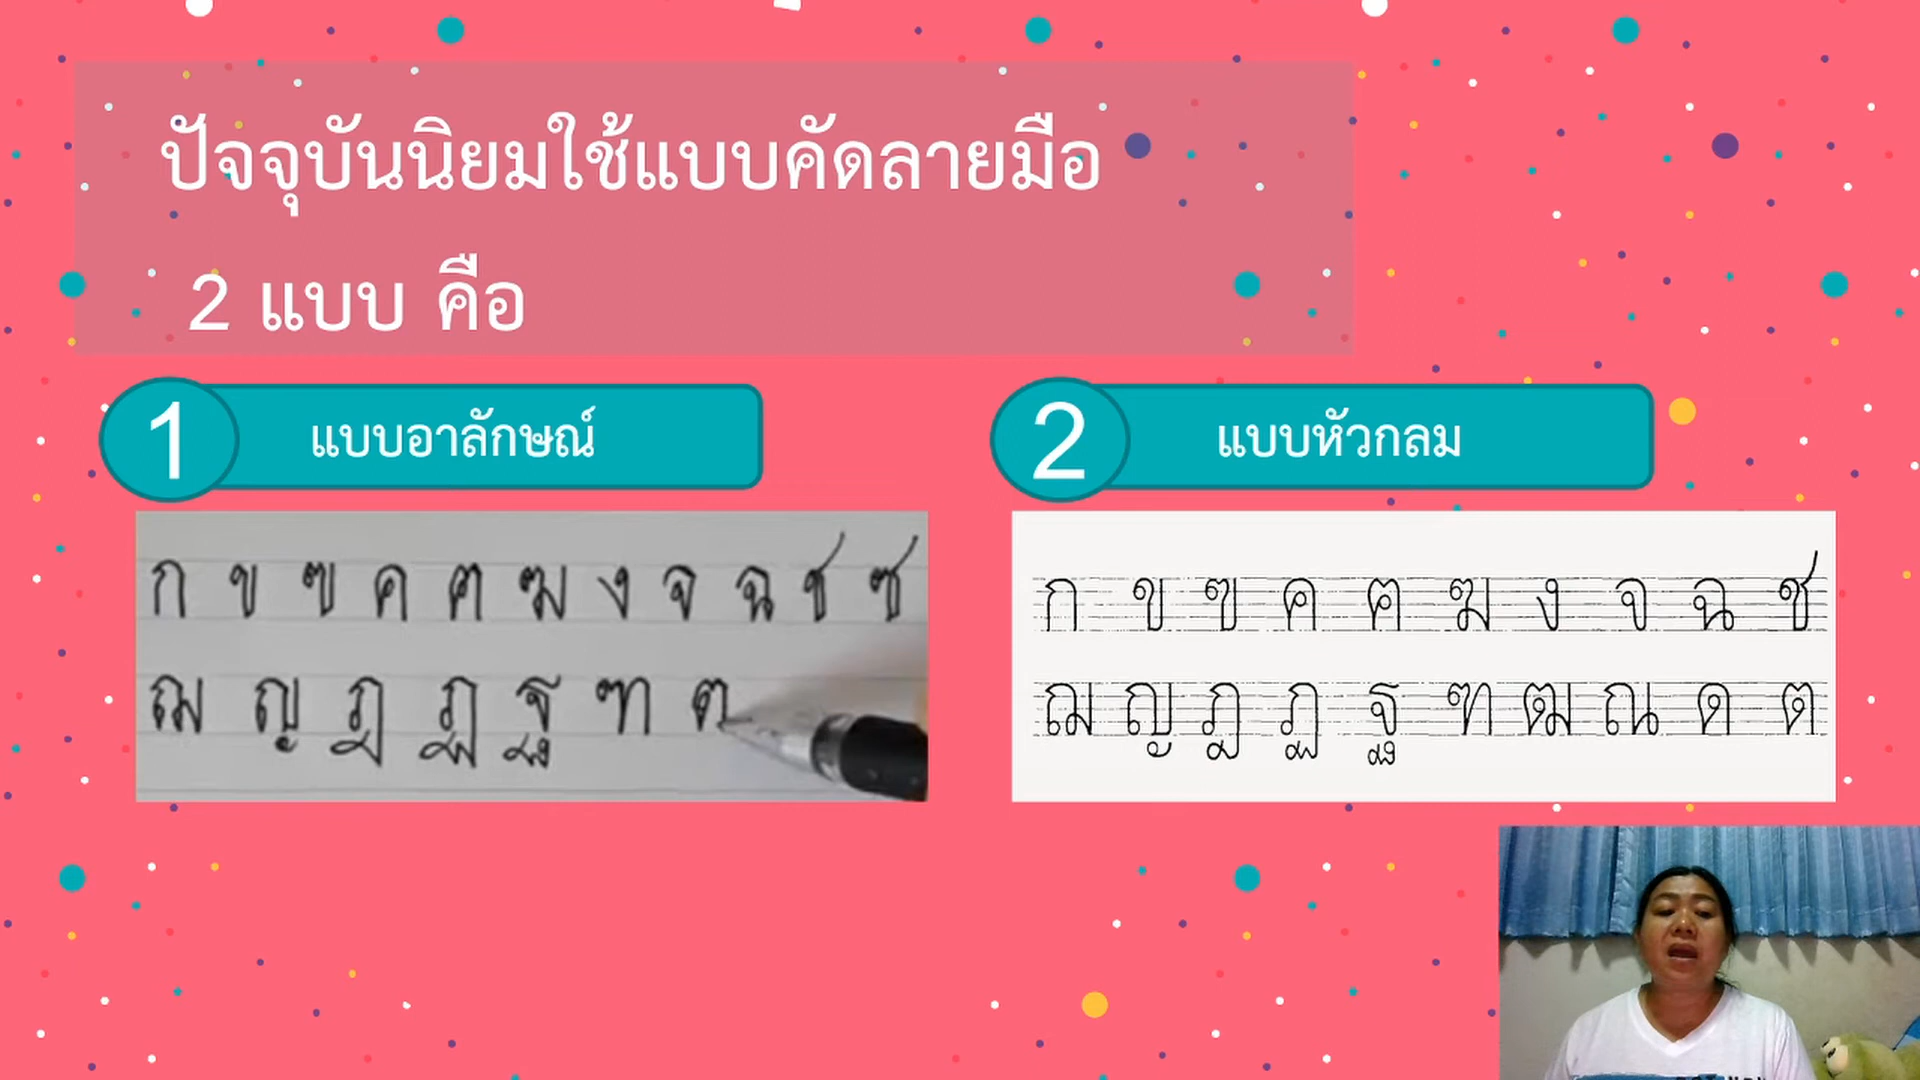 ปัจจุบันนิยมใช้แบบคัดลายมือ
2 แบบ คือ
1 แบบอาลักษณ์
2 แบบหัวกลม
ก ข ฃ ค ฅ ฆ ง จ ฉ ช ซ
ฌ ญ ฎ ฏ ฐ ฑ ต
ก ข ฃ ค ฅ ฆ ง จ ฉ ช
ฌ ญ ฎ ฏ ฐ ฑ ฒ ณ ด ต